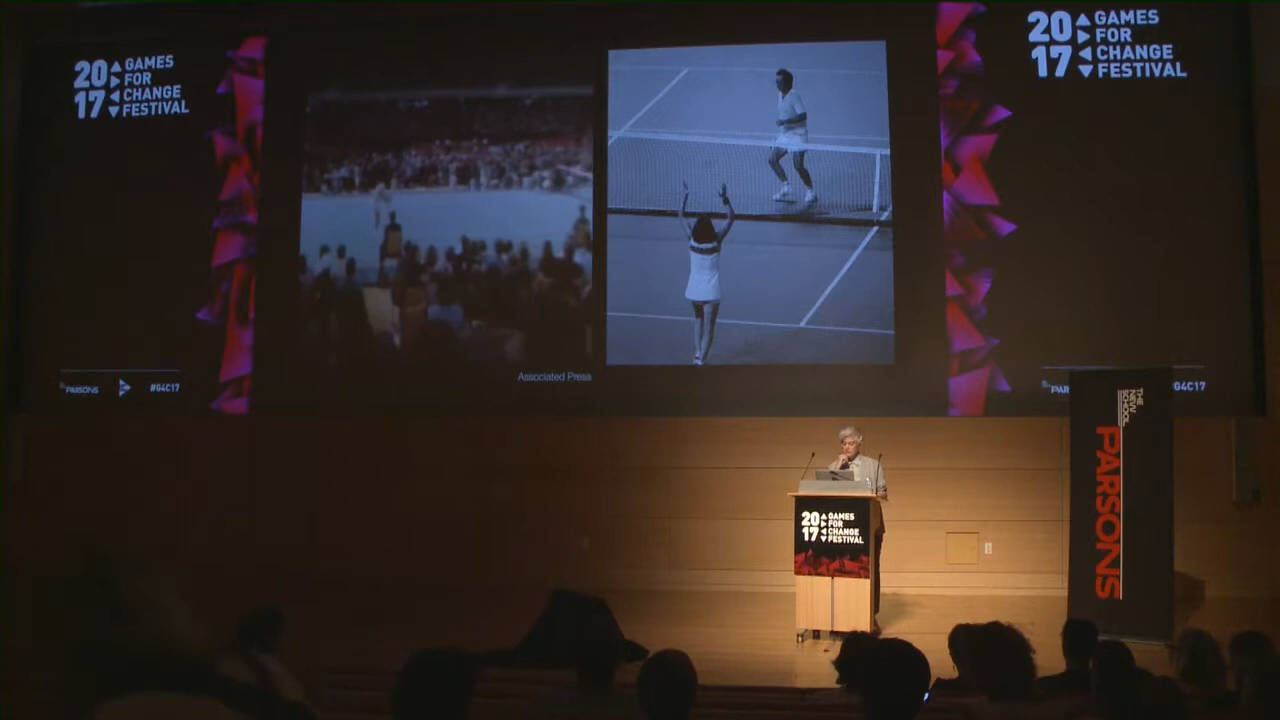 20 GAMES
FOR
17 CHANGE
FESTIVAL
20 GAMES
FOR
17 CHANGE
FESTIVAL
Associated Press
PARSONS
#G4C17
G4C17
THE
NEW
SCHOOL
PARSONS
20 GAMES
FOR
17 CHANGE
FESTIVAL